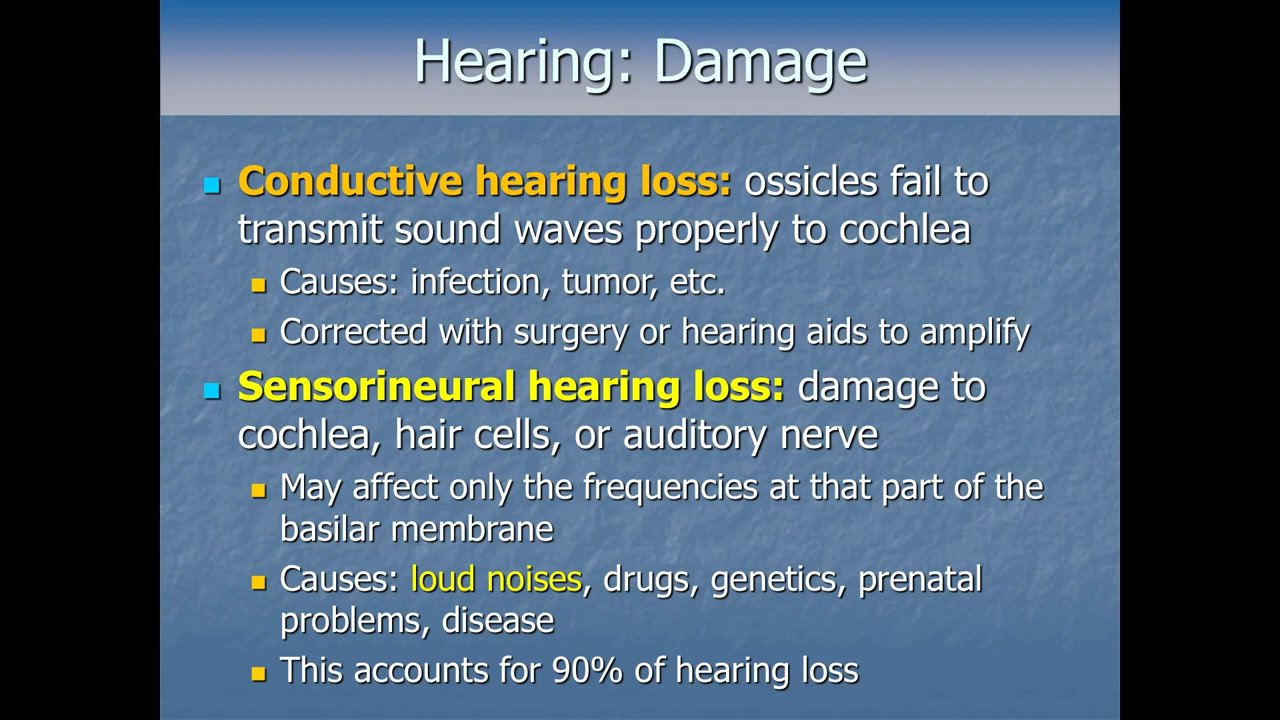 Hearing: Damage
Conductive hearing loss: ossicles fail to
transmit sound waves properly to cochlea
Causes: infection, tumor, etc.
Corrected with surgery or hearing aids to amplify
Sensorineural hearing loss: damage to
cochlea, hair cells, or auditory nerve
May affect only the frequencies at that part of the
basilar membrane
Causes: loud noises, drugs, genetics, prenatal
problems, disease
This accounts for 90% of hearing loss